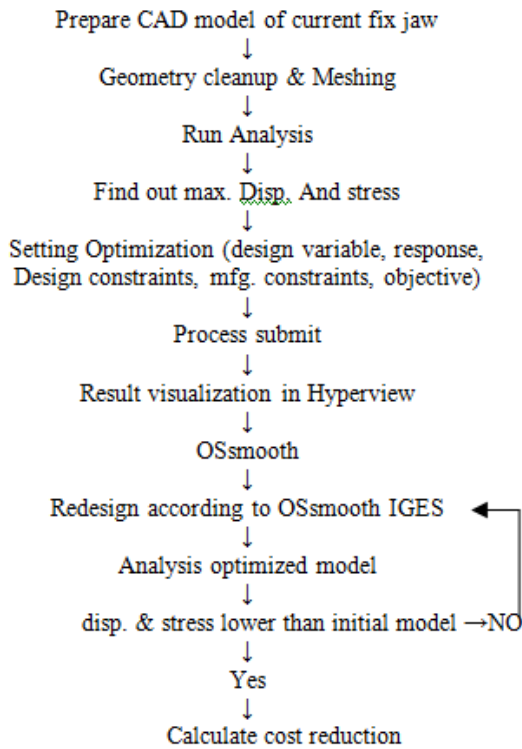 Prepare CAD model of current fix jaw
↓
Geometry cleanup & Meshing
↓
Run Analysis
↓
Find out max. Disp. And stress
↓
Setting Optimization (design variable, response,
Design constraints, mfg. constraints, objective)
↓
Process submit
↓
Result visualization in Hyperview
↓
OSsmooth
↓
Redesign according to OSsmooth IGES
↓
Analysis optimized model
↓
disp. & stress lower than initial model →NO
↓
Yes
↓
Calculate cost reduction